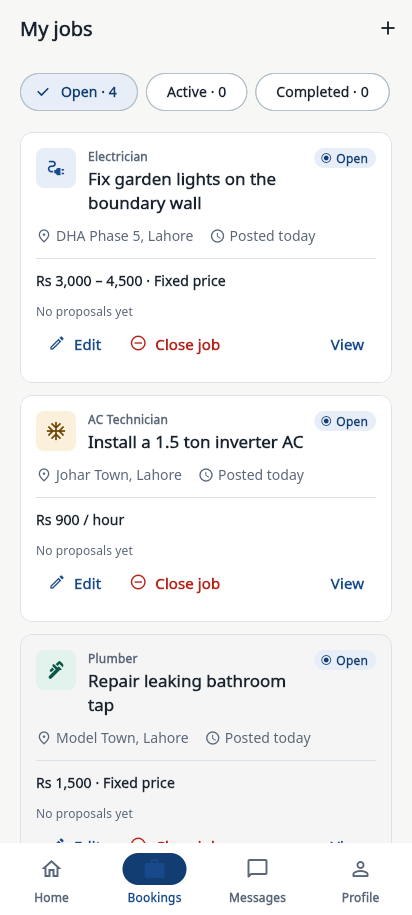 My jobs
Open · 4
Active · 0
Completed · 0
Electrician
Open
Fix garden lights on the
boundary wall
DHA Phase 5, Lahore
Posted today
Rs 3,000 – 4,500 · Fixed price
No proposals yet
Edit
Close job
View
AC Technician
Open
Install a 1.5 ton inverter AC
Johar Town, Lahore
Posted today
Rs 900 / hour
No proposals yet
Edit
Close job
View
Plumber
Open
Repair leaking bathroom
tap
Model Town, Lahore
Posted today
Rs 1,500 · Fixed price
No proposals yet
Home
Bookings
Messages
Profile